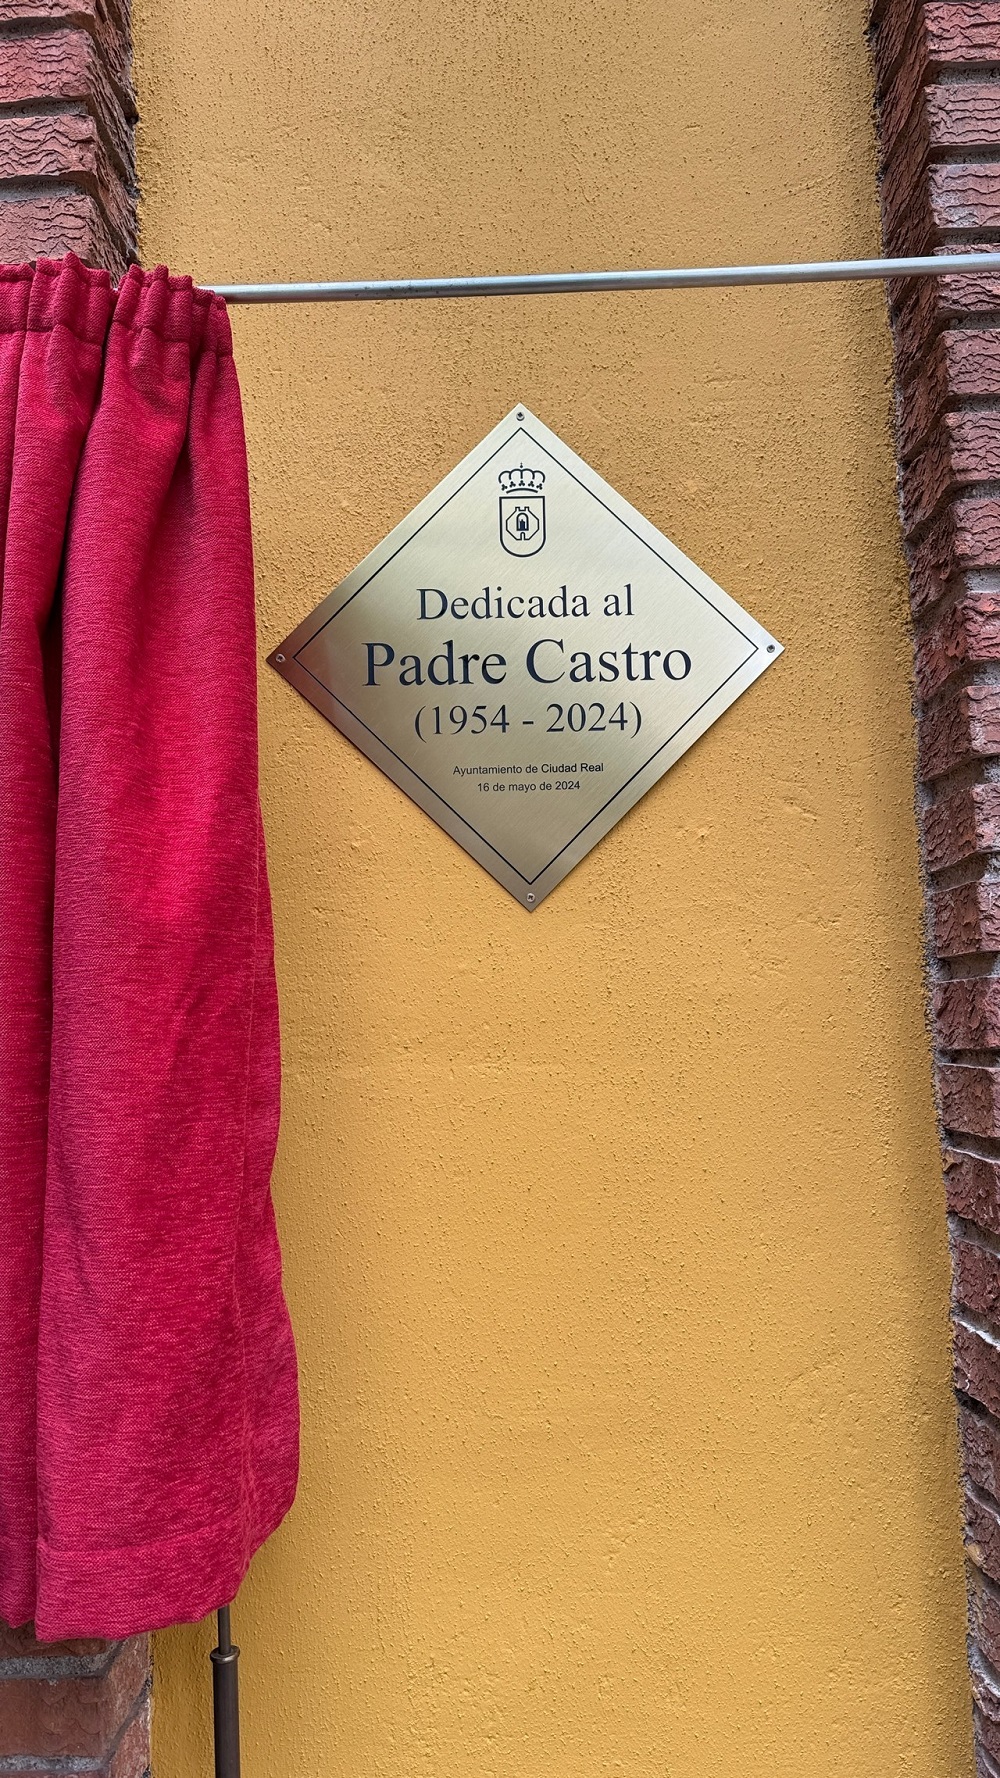 Dedicada al
Padre Castro
(1954 - 2024)
Ayuntamiento de Ciudad Real
16 de mayo de 2024